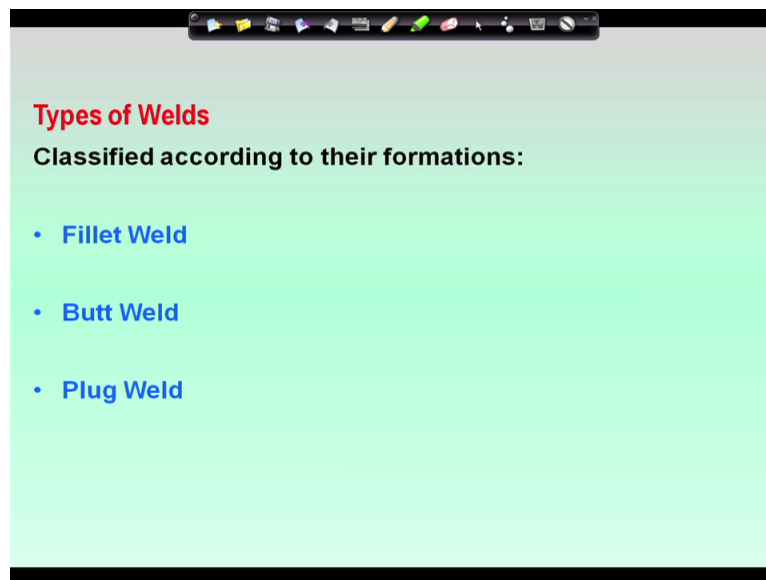 Types of Welds
Classified according to their formations:
• Fillet Weld
• Butt Weld
• Plug Weld